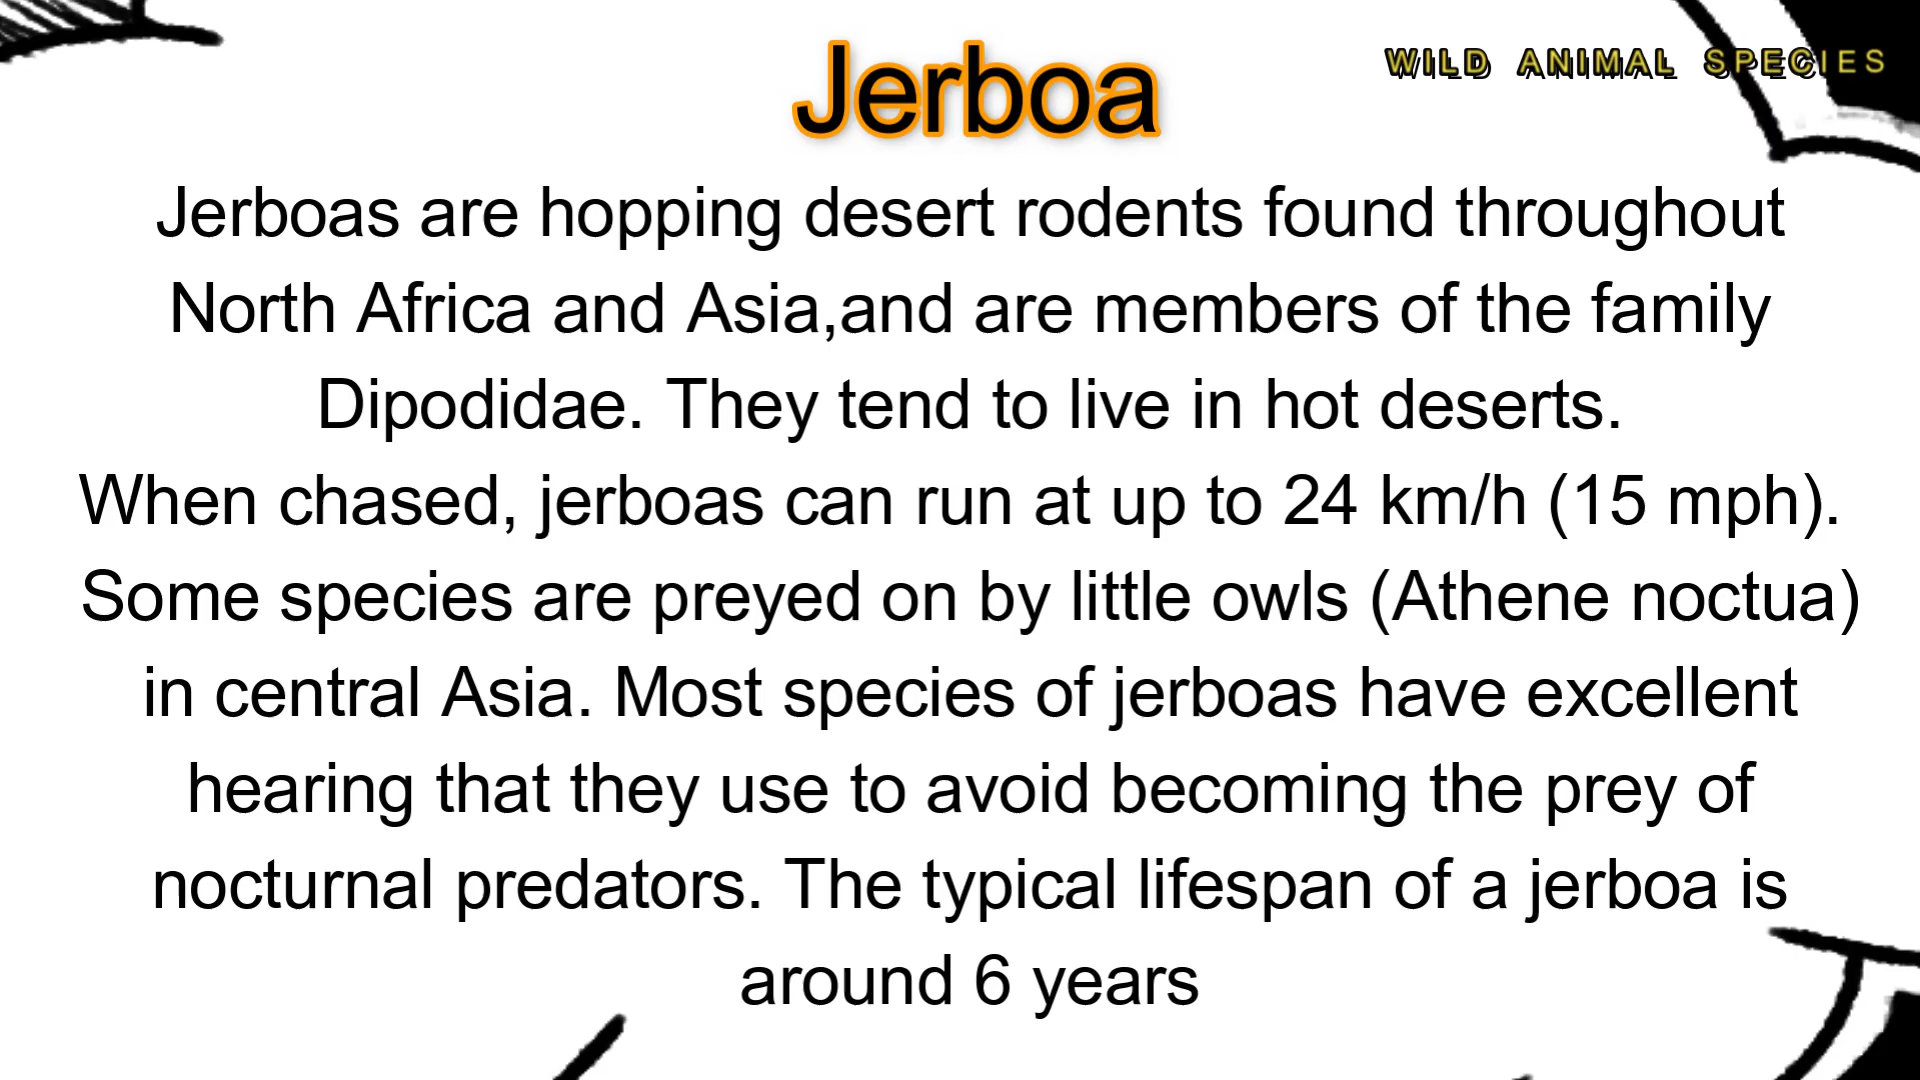 Jerboa
WILD ANIMAL SPECIES
Jerboas are hopping desert rodents found throughout
North Africa and Asia,and are members of the family
Dipodidae. They tend to live in hot deserts.
When chased, jerboas can run at up to 24 km/h (15 mph).
Some species are preyed on by little owls (Athene noctua)
in central Asia. Most species of jerboas have excellent
hearing that they use to avoid becoming the prey of
nocturnal predators. The typical lifespan of a jerboa is
around 6 years